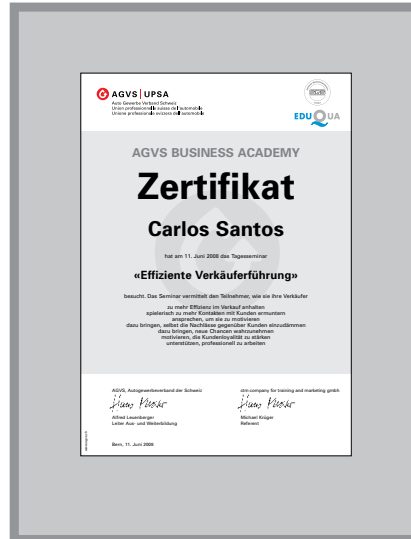 AGVS UPSA
Auto Gewerbe Verband Schweiz
Union professionnelle suisse de l'automobile
Unione professionale svizzera dell'automobile
EDUQUA
AGVS BUSINESS ACADEMY
Zertifikat
Carlos Santos
hat am 11. Juni 2008 das Tagesseminar
«Effiziente Verkäuferführung»
besucht. Das Seminar vermittelt den Teilnehmer, wie sie ihre Verkäufer
zu mehr Effizienz im Verkauf anhalten
spielerisch zu mehr Kontakten mit Kunden ermuntern
ansprechen, um sie zu motivieren
dazu bringen, selbst die Nachlässe gegenüber Kunden einzudämmen
dazu bringen, neue Chancen wahrzunehmen
motivieren, die Kundenloyalität zu stärken
unterstützen, professionell zu arbeiten
AGVS, Autogewerbeverband der Schweiz
ctm company for training and marketing gmbh
Alfred Leuenberger
Leiter Aus- und Weiterbildung
Michael Krüger
Referent
Bern, 11. Juni 2008